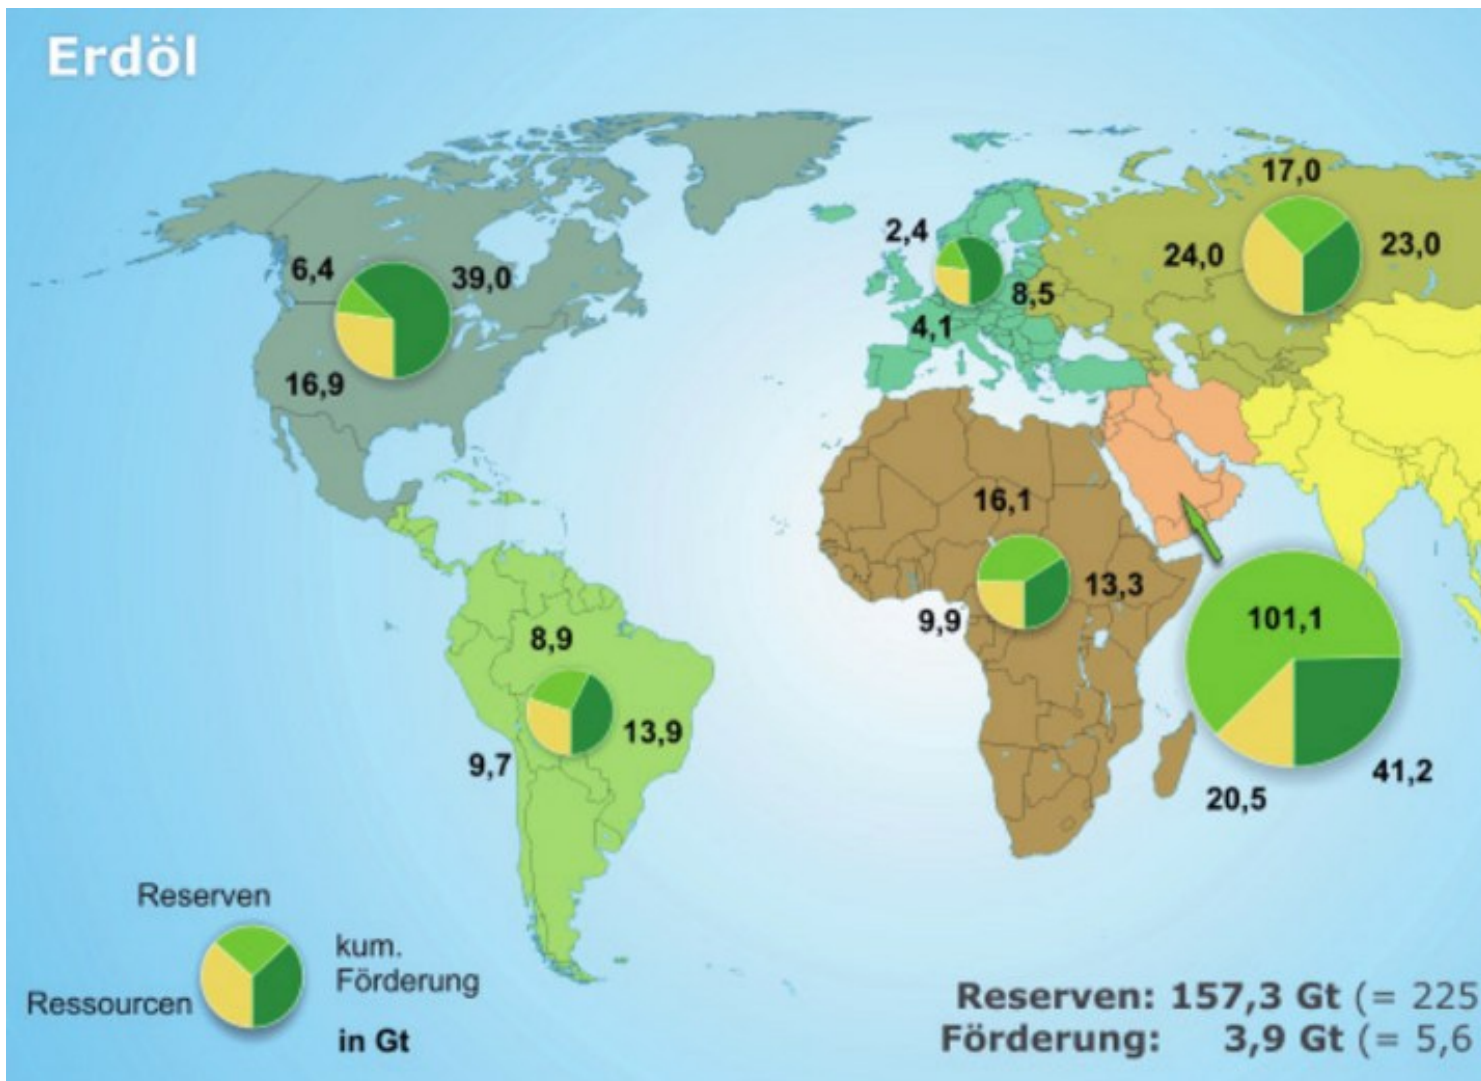 Erdöl
17,0
2,4
24,0
23,0
6,4
39,0
8,5
4,1
16,9
16,1
13,3
9,9
101,1
8,9
13,9
9,7
41,2
20,5
Reserven
kum.
Förderung
Ressourcen
in Gt
Reserven: 157,3 Gt (= 225
Förderung: 3,9 Gt (= 5,6